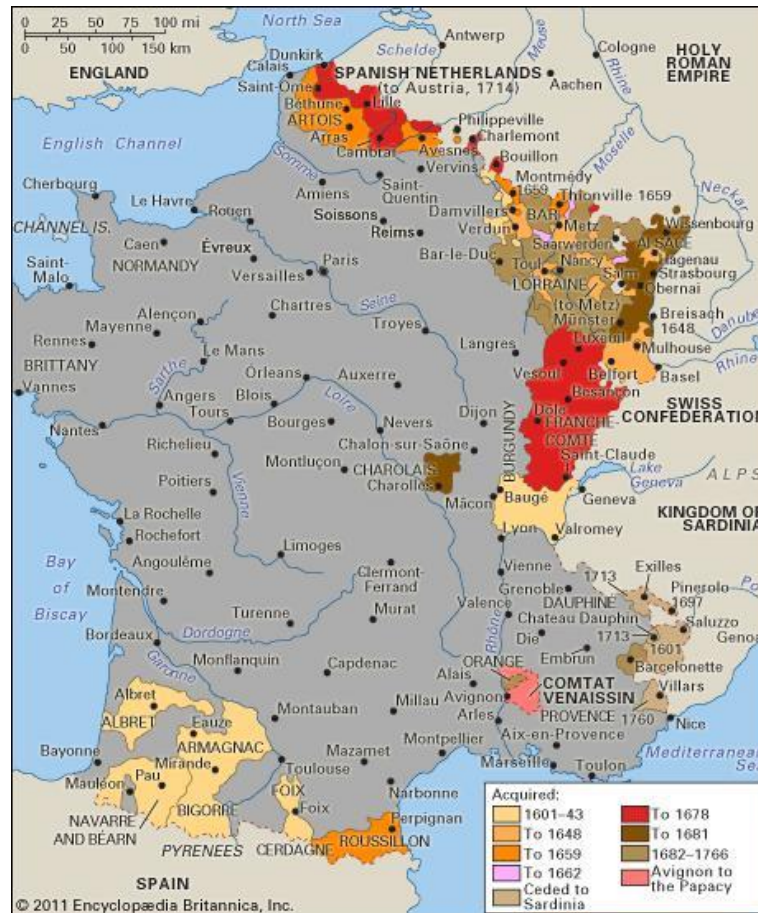 0 50 100 mi
0 50 100 150 km
North Sea
Antwerp
Schelde
Meuse
Cologne
Rhine
HOLY
ROMAN
EMPIRE
Dunkirk
Calais
ENGLAND
SPANISH NETHERLANDS
(to Austria, 1714)
Aachen
Saint-Omer
Lille
Béthune
ARTOIS
Philippeville
Charlemont
Moselle
Arras
Cambrai
Avesnes
Bouillon
English Channel
Somme
Vervins
Montmédy
1659
Neckar
Cherbourg
Amiens
Saint-
Quentin
Thionville 1659
Le Havre
Rouen
Soissons
Damvillers
BAR
Wissenbourg
CHANNEL IS.
Reims
Verdun
Metz
Saarwerden
ALSACE
Caen
Évreux
Bar-le-Duc
Hagenau
Saint-
Malo
NORMANDY
Versailles
Paris
Toul
Nancy
Salm
Strasbourg
LORRAINE
Obernai
Alençon
Chartres
Seine
(to Metz)
Münster
Breisach
1648
Danube
Rennes
Mayenne
Troyes
Luxeuil
Mulhouse
Le Mans
Langres
Rhine
BRITTANY
Sarthe
Orleans
Auxerre
Vesoul
Belfort
Basel
Vannes
Angers
Blois
Loire
Besançon
Tours
Bourges
Nevers
Dijon
Dole
SWISS
CONFEDERATION
Nantes
Chalon-sur-Saône
BURGUNDY
FRANCHE-
COMTÉ
Richelieu
Montluçon
CHAROLAIS
Saint-Claude
Lake
Geneva
ALPS
Poitiers
Vienne
Charolles
Mâcon
Baugé
Geneva
KINGDOM OF
SARDINIA
La Rochelle
Rochefort
Lyon
Valromey
Bay
of
Biscay
Limoges
Angoulême
Clermont-
Ferrand
Vienne
1713
Exilles
Grenoble
Pinerolo
1697
Montendre
Turenne
Murat
Valence
DAUPHINÉ
Chateau Dauphin
Saluzzo
Bordeaux
Dordogne
Rhône
Die
1713
1601
Garonne
Monflanquin
Capdenac
Embrun
Barcelonette
Alais
ORANGE
COMTAT
VENAISSIN
Albret
Avignon
Villars
ALBRET
Eauze
Montauban
Millau
Arles
PROVENCE
1760
Nice
Bayonne
ARMAGNAC
Aix-en-Provence
Mirande
Mazamet
Montpellier
Mauléon
Pau
Toulouse
Marseille
Toulon
FOIX
Narbonne
NAVARRE
AND BÉARN
BIGORRE
Foix
Perpignan
PYRENEES
CERDAGNE
ROUSSILLON
SPAIN
Acquired:
1601–43
To 1678
To 1648
To 1681
To 1659
1682–1766
To 1662
Avignon to
the Papacy
Ceded to
Sardinia
© 2011 Encyclopædia Britannica, Inc.